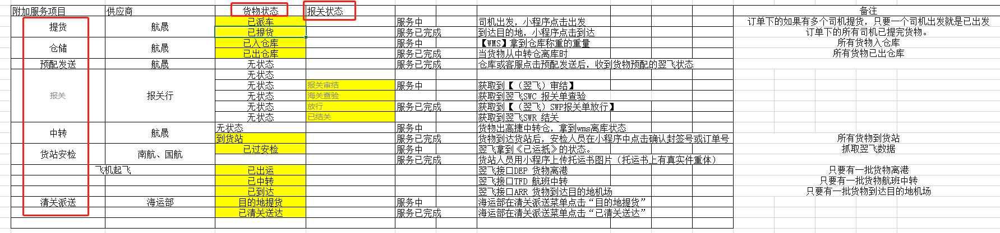 附加服务项目 供应商 货物状态 报关状态 备注
提货 航晟 已派车 服务中 司机出发，小程序点击出发 订单下的如果有多个司机提货，只要一个司机出发就是已出发
已提货 服务已完成 到达目的地，小程序点击到达 订单下的所有司机已提完货物。
仓储 航晟 已入仓库 服务中 【WMS】拿到仓库称重的重量 所有货物入仓库
已出仓库 服务已完成 当货物从中转仓离库时 所有货物已出仓库
预配发送 航晟 无状态 服务已完成 仓库或客服点击预配发送后，收到货物预配的翌飞状态
无状态
报关 报关行 无状态 报关审结 服务中 获取到【（翌飞）审结】
无状态 海关查验 获取到翌飞SWC 报关单查验
无状态 放行 服务已完成 获取到【（翌飞）SWP报关单放行】
无状态 已结关 获取到翌飞SWR 结关
中转 航晟 无状态 服务中 货物出高捷中转仓，拿到wms离库状态
到货站 服务已完成 货物到达货站后，安检人员在小程序中点击确认封签号或订单号 所有货物到货站
货站安检 南航、国航 已过安检 服务中 翌飞拿到《已运抵》的状态。 抓取翌飞数据
服务已完成 货站人员用小程序上传托运书图片（托运书上有真实件重体）
飞机起飞 已出运 翌飞接口DEP 货物离港 只要有一批货物离港
已中转 翌飞接口TFD 航班中转 只要有一批货物航班中转
已到达 翌飞接口ARR 货物到达目的地机场 只要有一批货物到达目的地机场
清关派送 海运部 目的地提货 服务中 海运部在清关派送菜单点击“目的地提货”
已清关送达 服务已完成 海运部在清关派送菜单点击“已清关送达”